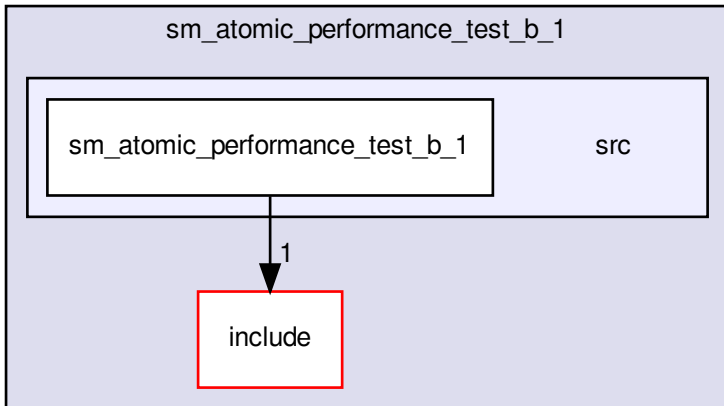 sm_atomic_performance_test_b_1
sm_atomic_performance_test_b_1
src
1
include